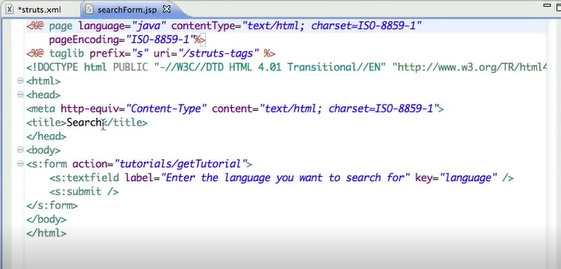 *struts.xml searchForm.jsp
<%@ page language="java" contentType="text/html; charset=ISO-8859-1"
pageEncoding="ISO-8859-1"%>
<%@ taglib prefix="s" uri="/struts-tags" %>
<!DOCTYPE html PUBLIC "-//W3C//DTD HTML 4.01 Transitional//EN" "http://www.w3.org/TR/html4
<html>
<head>
<meta http-equiv="Content-Type" content="text/html; charset=ISO-8859-1">
<title>Search</title>
</head>
<body>
<s:form action="tutorials/getTutorial">
<s:textfield label="Enter the language you want to search for" key="language" />
<s:submit />
</s:form>
</body>
</html>